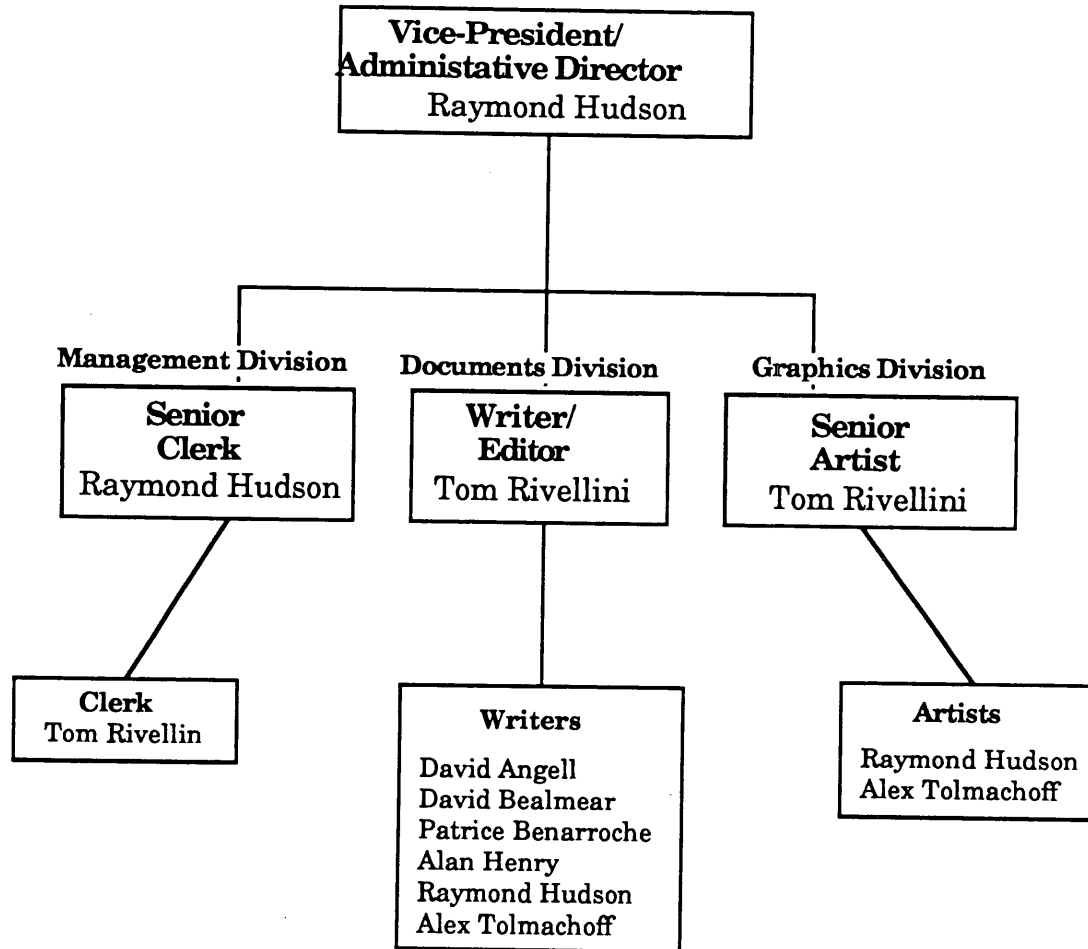 Vice-President/
Administative Director
Raymond Hudson
Management Division
Senior
Clerk
Raymond Hudson
Documents Division
Writer/
Editor
Tom Rivellini
Graphics Division
Senior
Artist
Tom Rivellini
Clerk
Tom Rivellin
Writers
David Angell
David Bealmear
Patrice Benarroche
Alan Henry
Raymond Hudson
Alex Tolmachoff
Artists
Raymond Hudson
Alex Tolmachoff